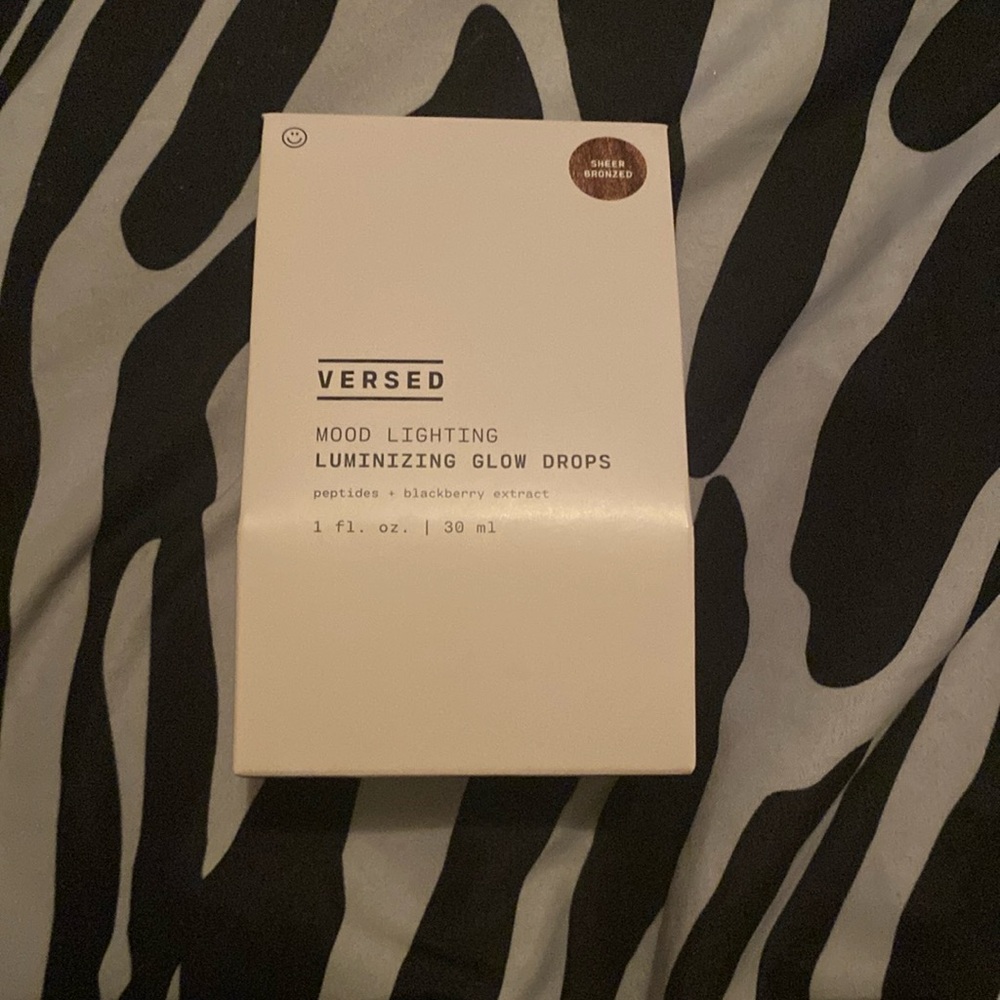 SHEER
BRONZED
VERSED
MOOD LIGHTING
LUMINIZING GLOW DROPS
peptides + blackberry extract
1 fl. oz. | 30 ml